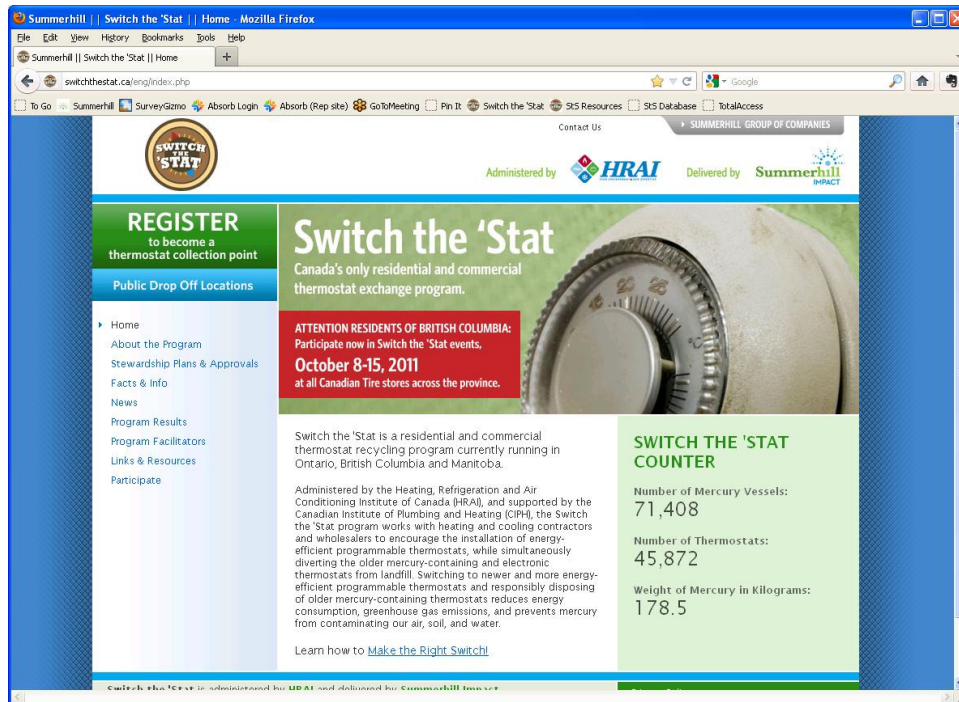 Summerhill || Switch the 'Stat || Home - Mozilla Firefox
File Edit View History Bookmarks Tools Help
Summerhill || Switch the 'Stat || Home +
switchthestat.ca/eng/index.php
Google
To Go Summerhill SurveyGizmo Absorb Login Absorb (Rep site) GoToMeeting Pin It Switch the 'Stat StS Resources StS Database TotalAccess
SWITCH
THE
'STAT
Contact Us
SUMMERHILL GROUP OF COMPANIES
Administered by HRAI
Delivered by Summerhill
IMPACT
REGISTER
to become a
thermostat collection point
Public Drop Off Locations
Home
About the Program
Stewardship Plans & Approvals
Facts & Info
News
Program Results
Program Facilitators
Links & Resources
Participate
Switch the 'Stat
Canada's only residential and commercial
thermostat exchange program.
ATTENTION RESIDENTS OF BRITISH COLUMBIA:
Participate now in Switch the 'Stat events,
October 8-15, 2011
at all Canadian Tire stores across the province.
Switch the 'Stat is a residential and commercial
thermostat recycling program currently running in
Ontario, British Columbia and Manitoba.
Administered by the Heating, Refrigeration and Air
Conditioning Institute of Canada (HRAI), and supported by the
Canadian Institute of Plumbing and Heating (CIPH), the Switch
the 'Stat program works with heating and cooling contractors
and wholesalers to encourage the installation of energy-
efficient programmable thermostats, while simultaneously
diverting the older mercury-containing and electronic
thermostats from landfill. Switching to newer and more energy-
efficient programmable thermostats and responsibly disposing
of older mercury-containing thermostats reduces energy
consumption, greenhouse gas emissions, and prevents mercury
from contaminating our air, soil, and water.
Learn how to Make the Right Switch!
SWITCH THE 'STAT
COUNTER
Number of Mercury Vessels:
71,408
Number of Thermostats:
45,872
Weight of Mercury in Kilograms:
178.5
Switch the 'Stat is administered by HRAI and delivered by Summerhill Impact